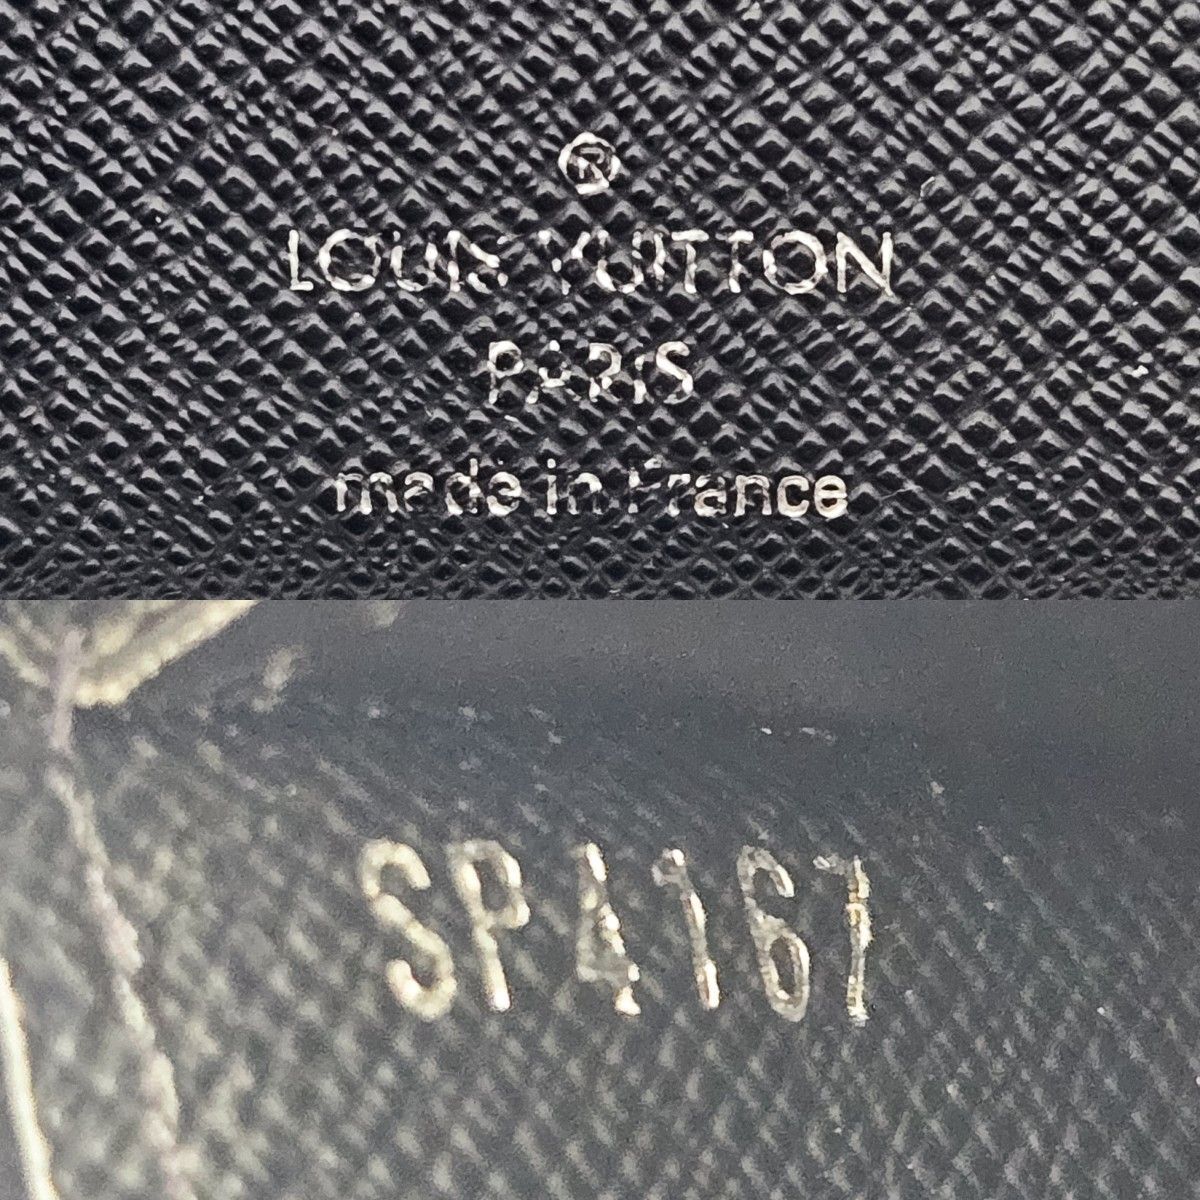 ®
LOUIS VUITTON
PARIS
made in France
SP4167